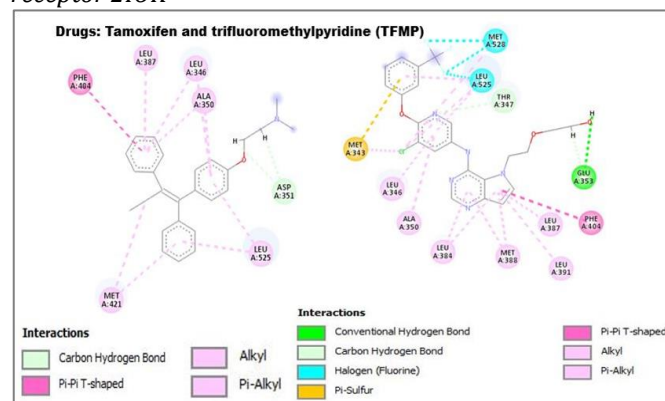 receptor 2IOK
Drugs: Tamoxifen and trifluoromethylpyridine (TFMP)
LEU
A:387
LEU
A:346
PHE
A:404
ALA
A:350
ASP
A:351
LEU
A:525
MET
A:421
MET
A:528
LEU
A:525
THR
A:347
MET
A:343
H
GLU
A:353
LEU
A:346
ALA
A:350
LEU
A:384
MET
A:388
LEU
A:387
PHE
A:404
LEU
A:391
Interactions
Carbon Hydrogen Bond
Pi-Pi T-shaped
Alkyl
Pi-Alkyl
Interactions
Conventional Hydrogen Bond
Carbon Hydrogen Bond
Halogen (Fluorine)
Pi-Sulfur
Pi-Pi T-shaped
Alkyl
Pi-Alkyl